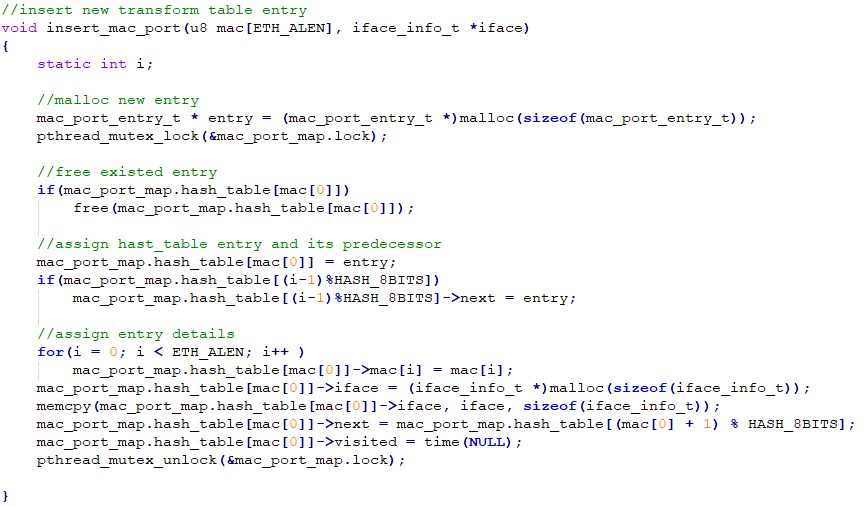 //insert new transform table entry
void insert_mac_port(u8 mac[ETH_ALEN], iface_info_t *iface)
{
    static int i;

    //malloc new entry
    mac_port_entry_t * entry = (mac_port_entry_t *)malloc(sizeof(mac_port_entry_t));
    pthread_mutex_lock(&mac_port_map.lock);

    //free existed entry
    if(mac_port_map.hash_table[mac[0]])
        free(mac_port_map.hash_table[mac[0]]);

    //assign hast_table entry and its predecessor
    mac_port_map.hash_table[mac[0]] = entry;
    if(mac_port_map.hash_table[(i-1)%HASH_8BITS])
        mac_port_map.hash_table[(i-1)%HASH_8BITS]->next = entry;

    //assign entry details
    for(i = 0; i < ETH_ALEN; i++ )
        mac_port_map.hash_table[mac[0]]->mac[i] = mac[i];
    mac_port_map.hash_table[mac[0]]->iface = (iface_info_t *)malloc(sizeof(iface_info_t));
    memcpy(mac_port_map.hash_table[mac[0]]->iface, iface, sizeof(iface_info_t));
    mac_port_map.hash_table[mac[0]]->next = mac_port_map.hash_table[(mac[0] + 1) % HASH_8BITS];
    mac_port_map.hash_table[mac[0]]->visited = time(NULL);
    pthread_mutex_unlock(&mac_port_map.lock);

}